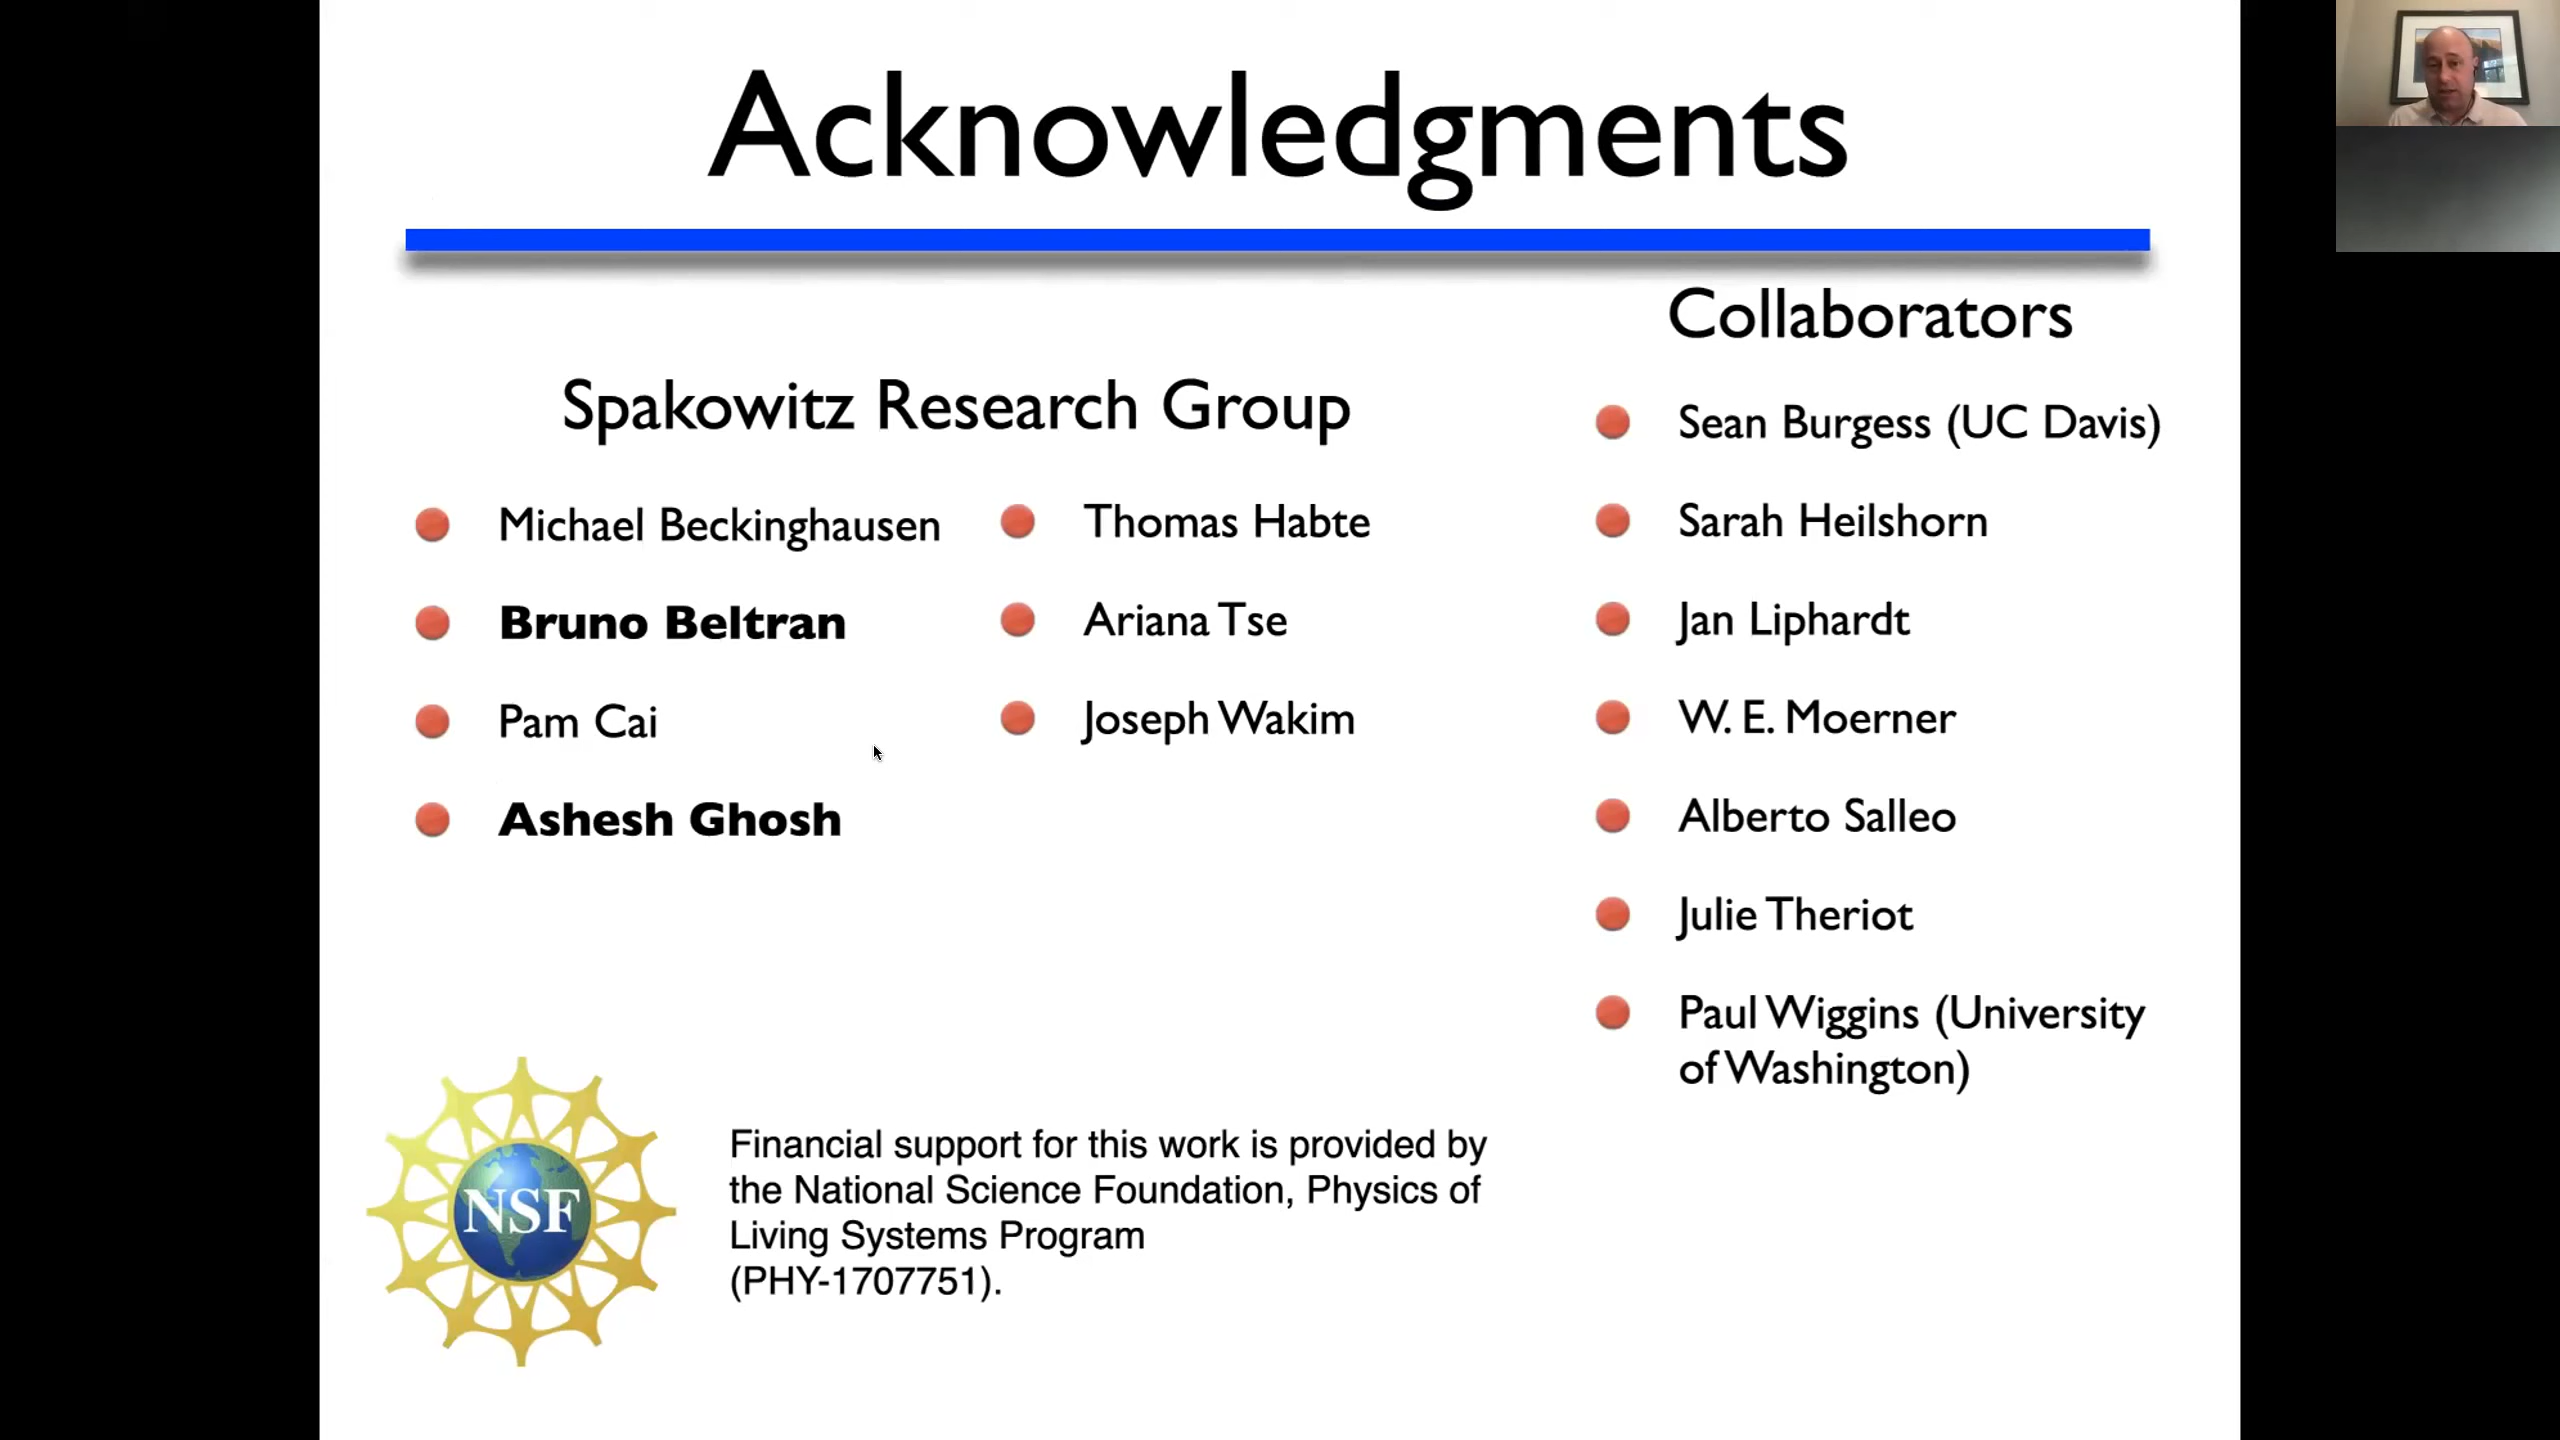 Acknowledgments
Spakowitz Research Group
Michael Beckinghausen
Bruno Beltran
Pam Cai
Ashesh Ghosh
Thomas Habte
Ariana Tse
Joseph Wakim
Collaborators
Sean Burgess (UC Davis)
Sarah Heilshorn
Jan Liphardt
W. E. Moerner
Alberto Salleo
Julie Theriot
Paul Wiggins (University
of Washington)
NSF
Financial support for this work is provided by
the National Science Foundation, Physics of
Living Systems Program
(PHY-1707751).